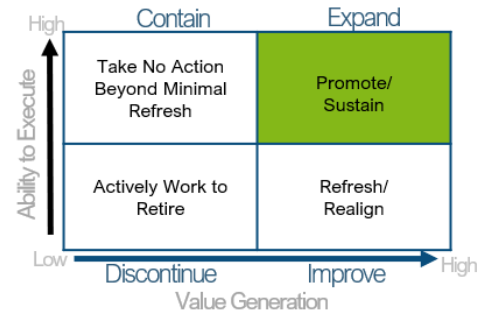 Contain
Expand
High
Take No Action
Beyond Minimal
Refresh
Promote/
Sustain
Ability to Execute
Actively Work to
Retire
Refresh/
Realign
Low
High
Discontinue
Improve
Value Generation